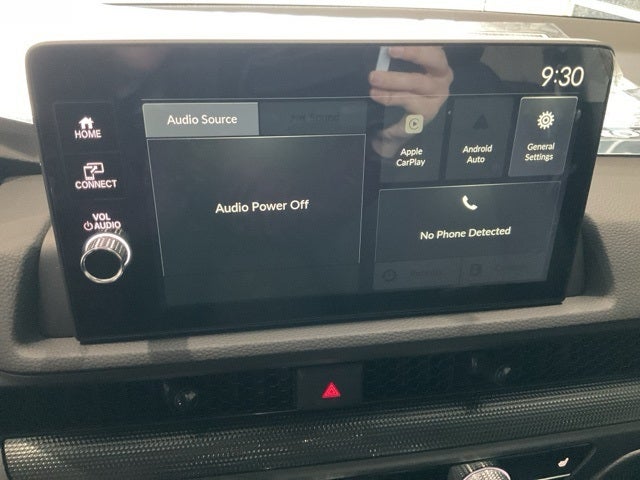 9:30
HOME
CONNECT
VOL
AUDIO
Audio Source
Sound
Audio Power Off
Apple
CarPlay
Android
Auto
General
Settings
No Phone Detected